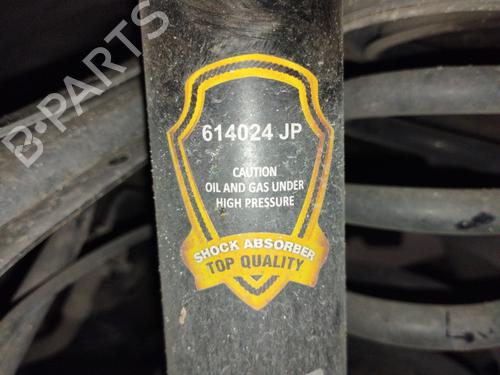 614024 JP
CAUTION
OIL AND GAS UNDER
HIGH PRESSURE
SHOCK ABSORBER
TOP QUALITY
B-PARTS